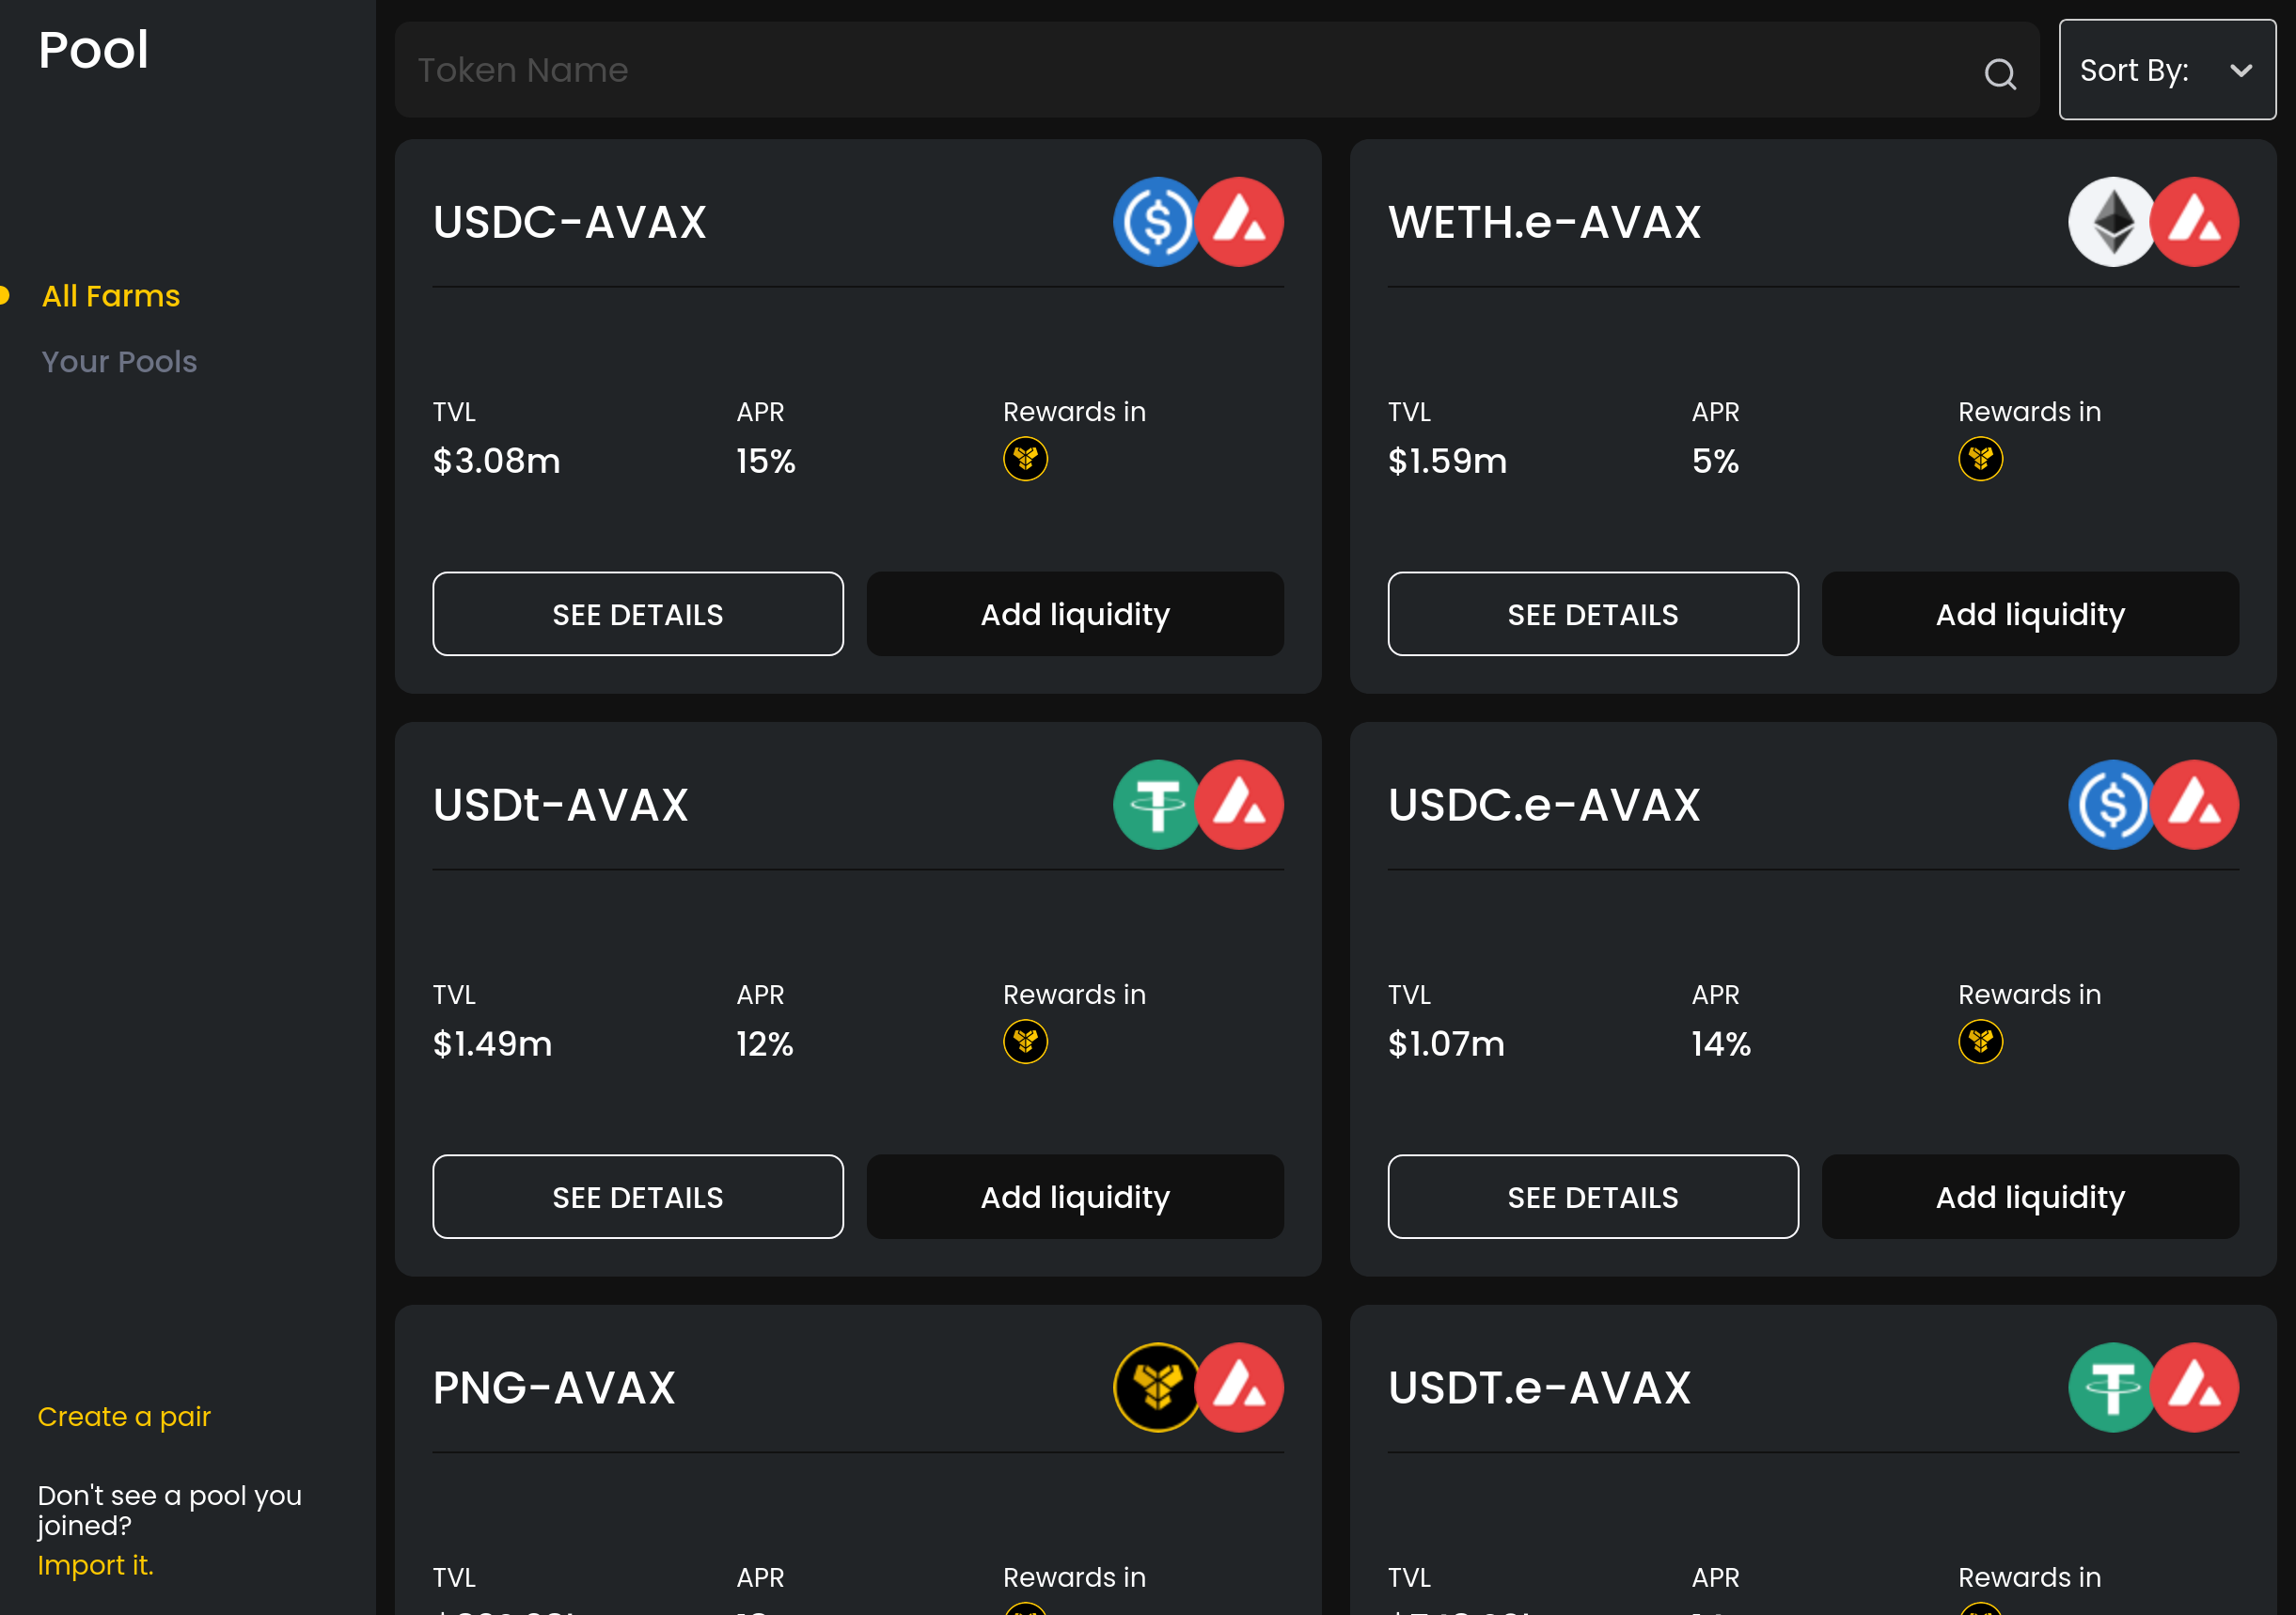 Pool
Token Name
Sort By:
All Farms
Your Pools
USDC-AVAX
TVL
APR
Rewards in
$3.08m
15%
SEE DETAILS
Add liquidity
WETH.e-AVAX
TVL
APR
Rewards in
$1.59m
5%
SEE DETAILS
Add liquidity
USDt-AVAX
TVL
APR
Rewards in
$1.49m
12%
SEE DETAILS
Add liquidity
USDC.e-AVAX
TVL
APR
Rewards in
$1.07m
14%
SEE DETAILS
Add liquidity
PNG-AVAX
TVL
APR
Rewards in
USDT.e-AVAX
TVL
APR
Rewards in
Create a pair
Don't see a pool you
joined?
Import it.